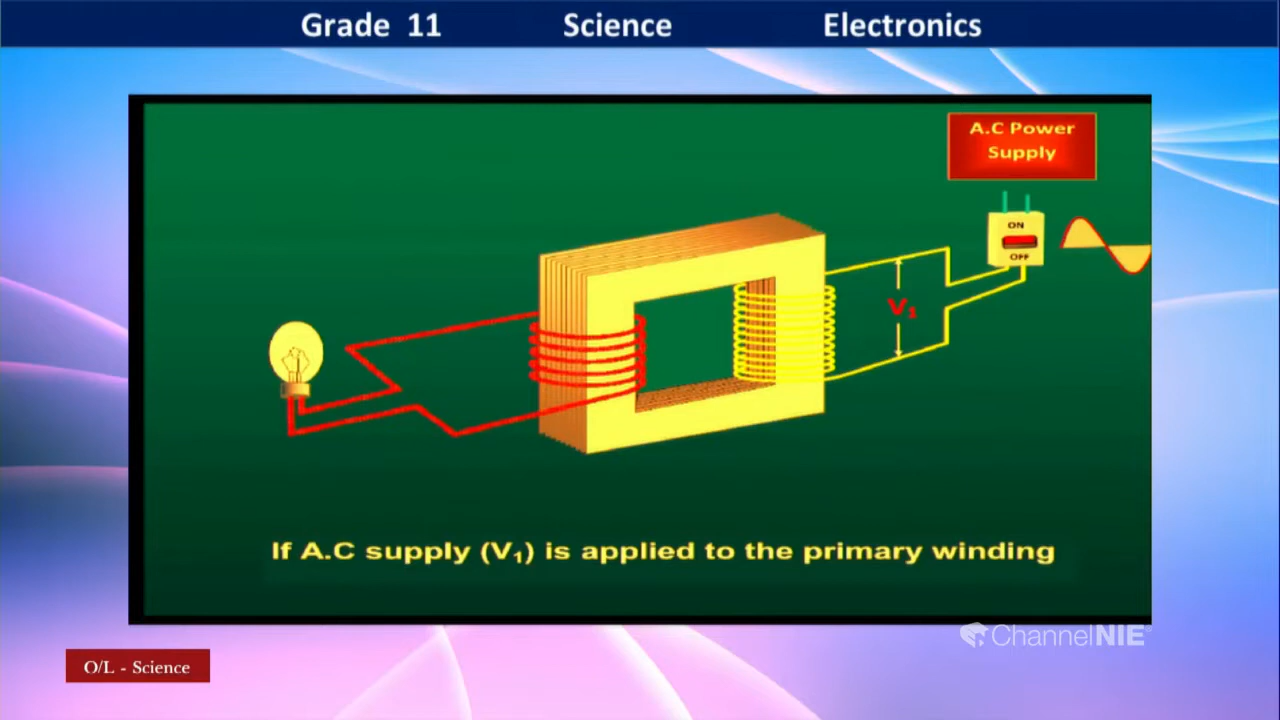 Grade 11 Science Electronics
A.C Power
Supply
ON
OFF
V₁
If A.C supply (V₁) is applied to the primary winding
ChannelNIE
O/L - Science